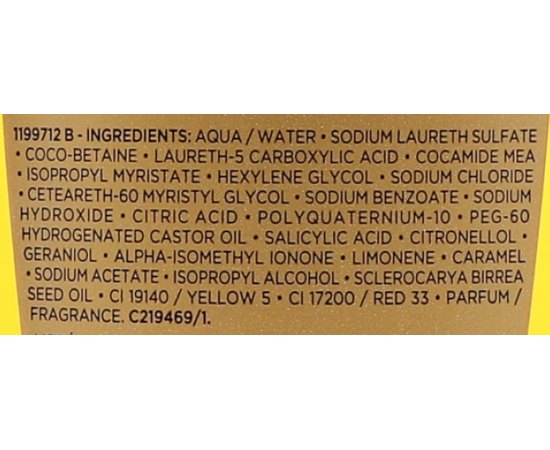 1199712 B - INGREDIENTS: AQUA / WATER • SODIUM LAURETH SULFATE
• COCO-BETAINE • LAURETH-5 CARBOXYLIC ACID • COCAMIDE MEA
• ISOPROPYL MYRISTATE • HEXYLENE GLYCOL • SODIUM CHLORIDE
• CETEARETH-60 MYRISTYL GLYCOL • SODIUM BENZOATE • SODIUM
HYDROXIDE • CITRIC ACID • POLYQUATERNIUM-10 • PEG-60
HYDROGENATED CASTOR OIL • SALICYLIC ACID • CITRONELLOL •
GERANIOL • ALPHA-ISOMETHYL IONONE • LIMONENE • CARAMEL
• SODIUM ACETATE • ISOPROPYL ALCOHOL • SCLEROCARYA BIRREA
SEED OIL • CI 19140 / YELLOW 5 • CI 17200 / RED 33 • PARFUM /
FRAGRANCE. C219469/1.